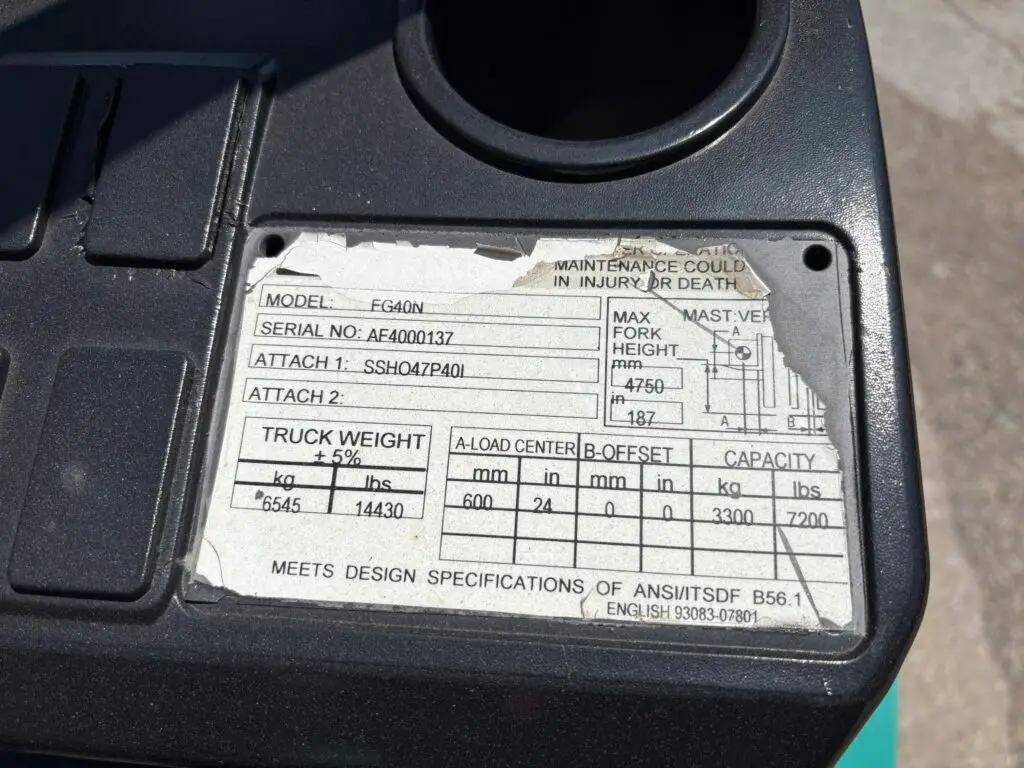 MAINTENANCE COULD
IN INJURY OR DEATH
MODEL: FG40N
SERIAL NO: AF4000137
ATTACH 1: SSHO47P40I
ATTACH 2:
MAX
FORK
HEIGHT
mm
4750
in
187
MAST:VER
A
A B
TRUCK WEIGHT
± 5%
kg lbs
6545 14430
A-LOAD CENTER B-OFFSET CAPACITY
mm in mm in kg lbs
600 24 0 0 3300 7200
MEETS DESIGN SPECIFICATIONS OF ANSI/ITSDF B56.1
ENGLISH 93083-07801